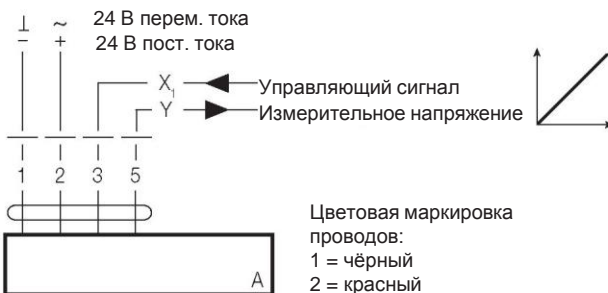 ⊥ ~ 24 В перем. тока
− + 24 В пост. тока
X₁ Управляющий сигнал
Y Измерительное напряжение
1 2 3 5
Цветовая маркировка
проводов:
1 = чёрный
A 2 = красный